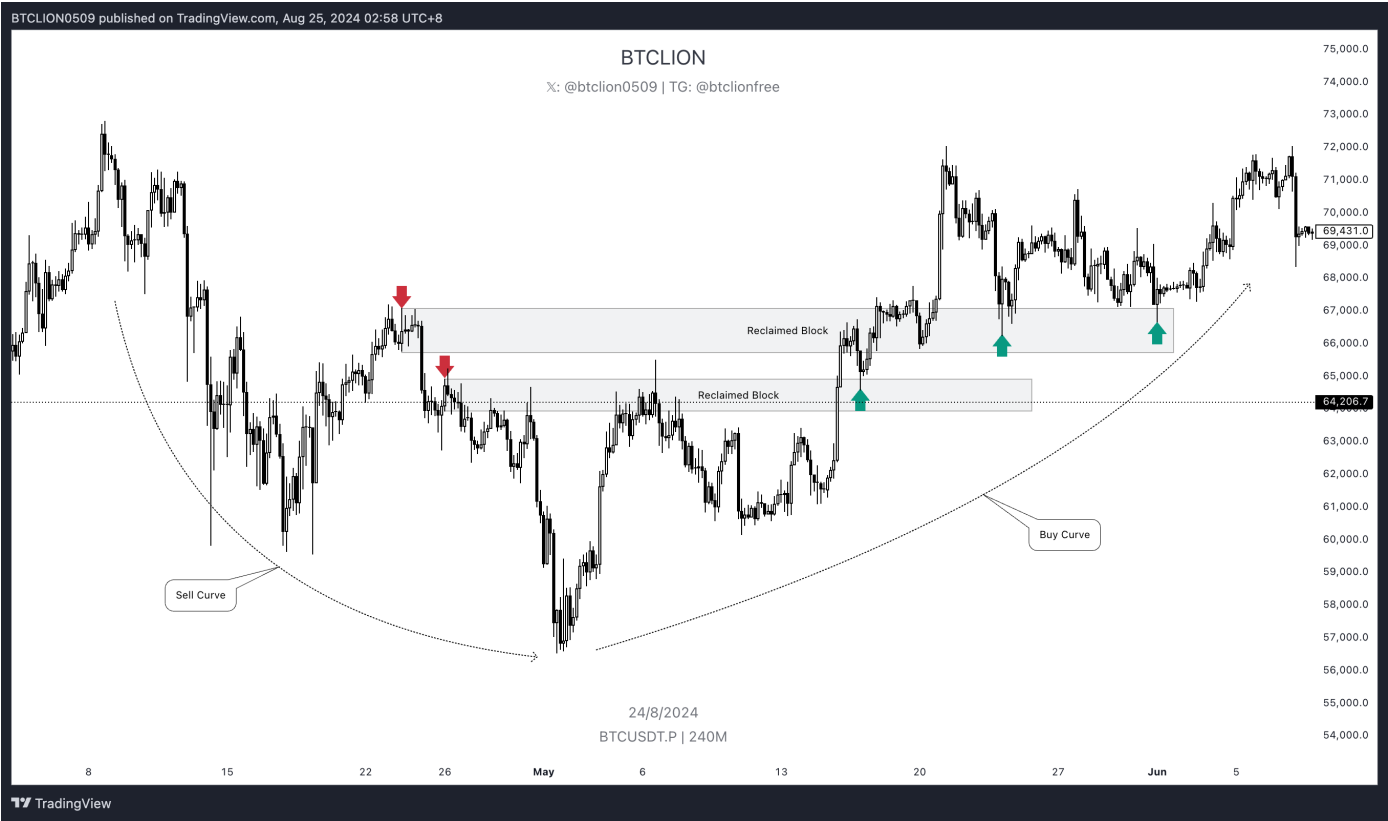 BTCLION0509 published on TradingView.com, Aug 25, 2024 02:58 UTC+8
BTCLION
𝕏: @btclion0509 | TG: @btclionfree
75,000.0
74,000.0
73,000.0
72,000.0
71,000.0
70,000.0
69,431.0
69,000.0
68,000.0
67,000.0
66,000.0
65,000.0
64,206.7
63,000.0
62,000.0
61,000.0
60,000.0
59,000.0
58,000.0
57,000.0
56,000.0
55,000.0
54,000.0
Reclaimed Block
Reclaimed Block
Buy Curve
Sell Curve
24/8/2024
BTCUSDT.P | 240M
8 15 22 26 May 6 13 20 27 Jun 5
TradingView